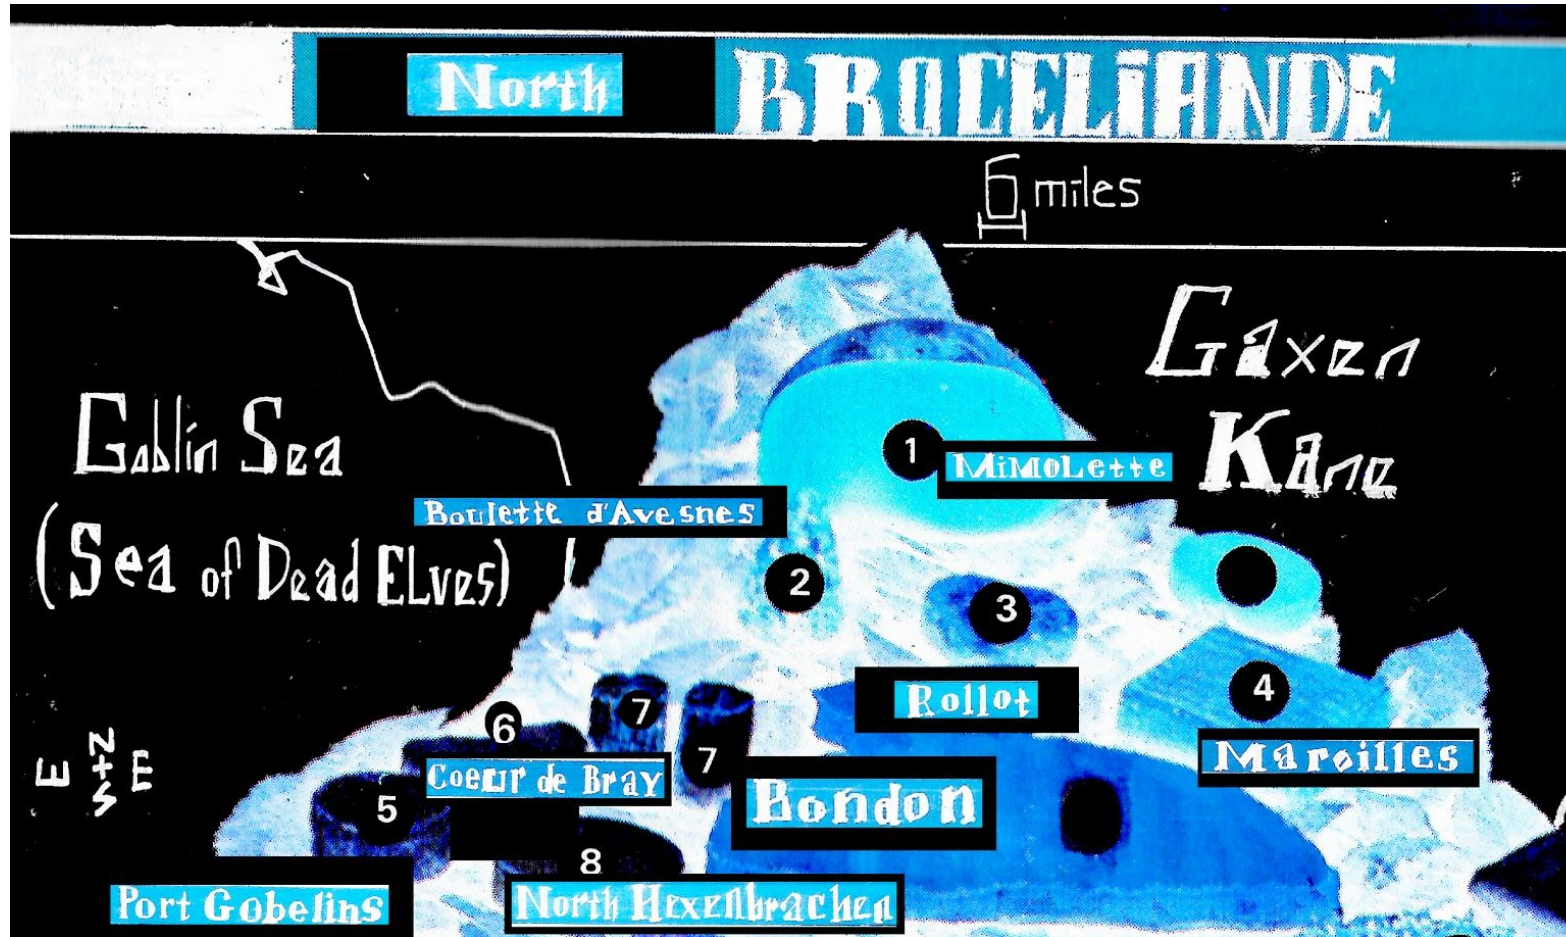 North BROCELiANDE
6 miles
Gaxen
Kane
Goblin Sea
(Sea of Dead ELves)
1
MiMoLette
Boulette d'Avesnes
2
3
Rollot
4
Maroilles
7
7
6
Coeur de Bray
5
Bondon
8
Port Gobelins
North Hexenbrachen
E N+S E